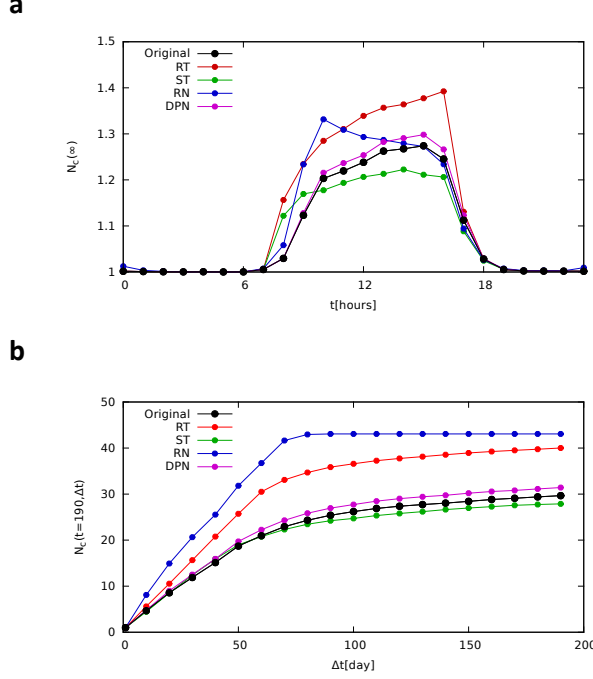 a
1.5
1.4
1.3
1.2
1.1
1
N_c(∞)
Original
RT
ST
RN
DPN
0
6
12
18
t[hours]
b
50
40
30
20
10
0
N_c(t=190,Δt)
Original
RT
ST
RN
DPN
0
50
100
150
200
Δt[day]